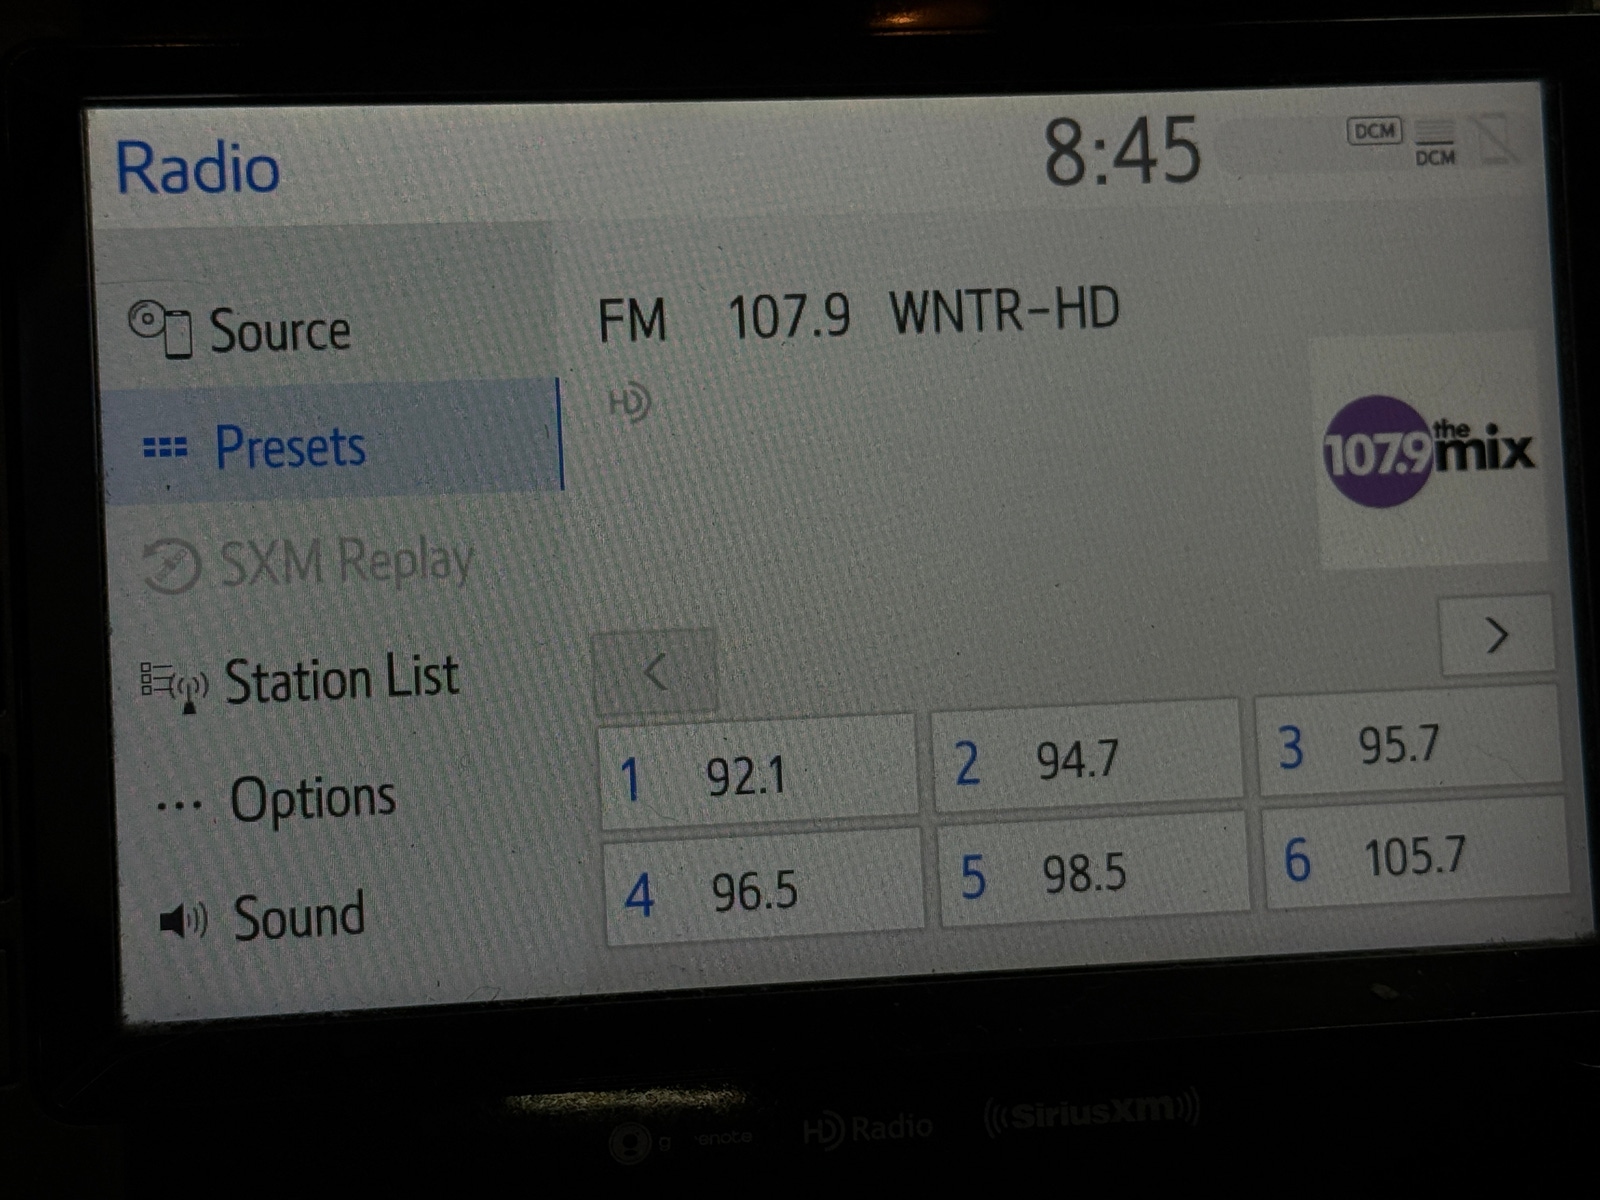 Radio
8:45
DCM
DCM
Source
FM 107.9 WNTR-HD
HD
Presets
107.9 the mix
SXM Replay
Station List
<
>
1 92.1
2 94.7
3 95.7
... Options
4 96.5
5 98.5
6 105.7
Sound
HD Radio
((SiriusXM))